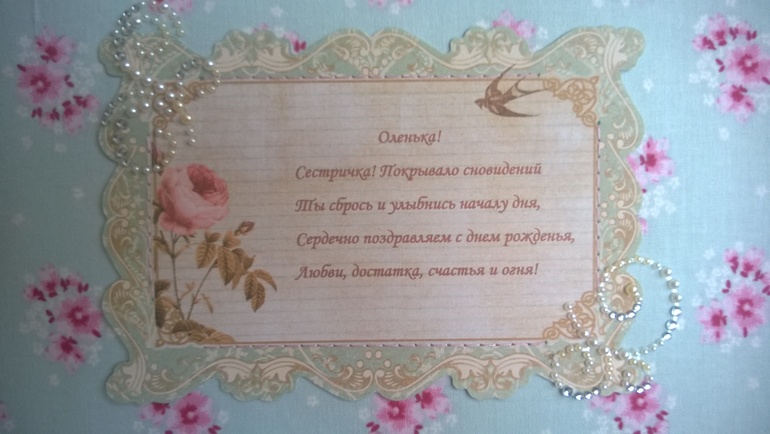 Оленька!
Сестричка! Покрывало сновидений
Ты сбрось и улыбнись началу дня,
Сердечно поздравляем с днем рожденья,
Любви, достатка, счастья и огня!